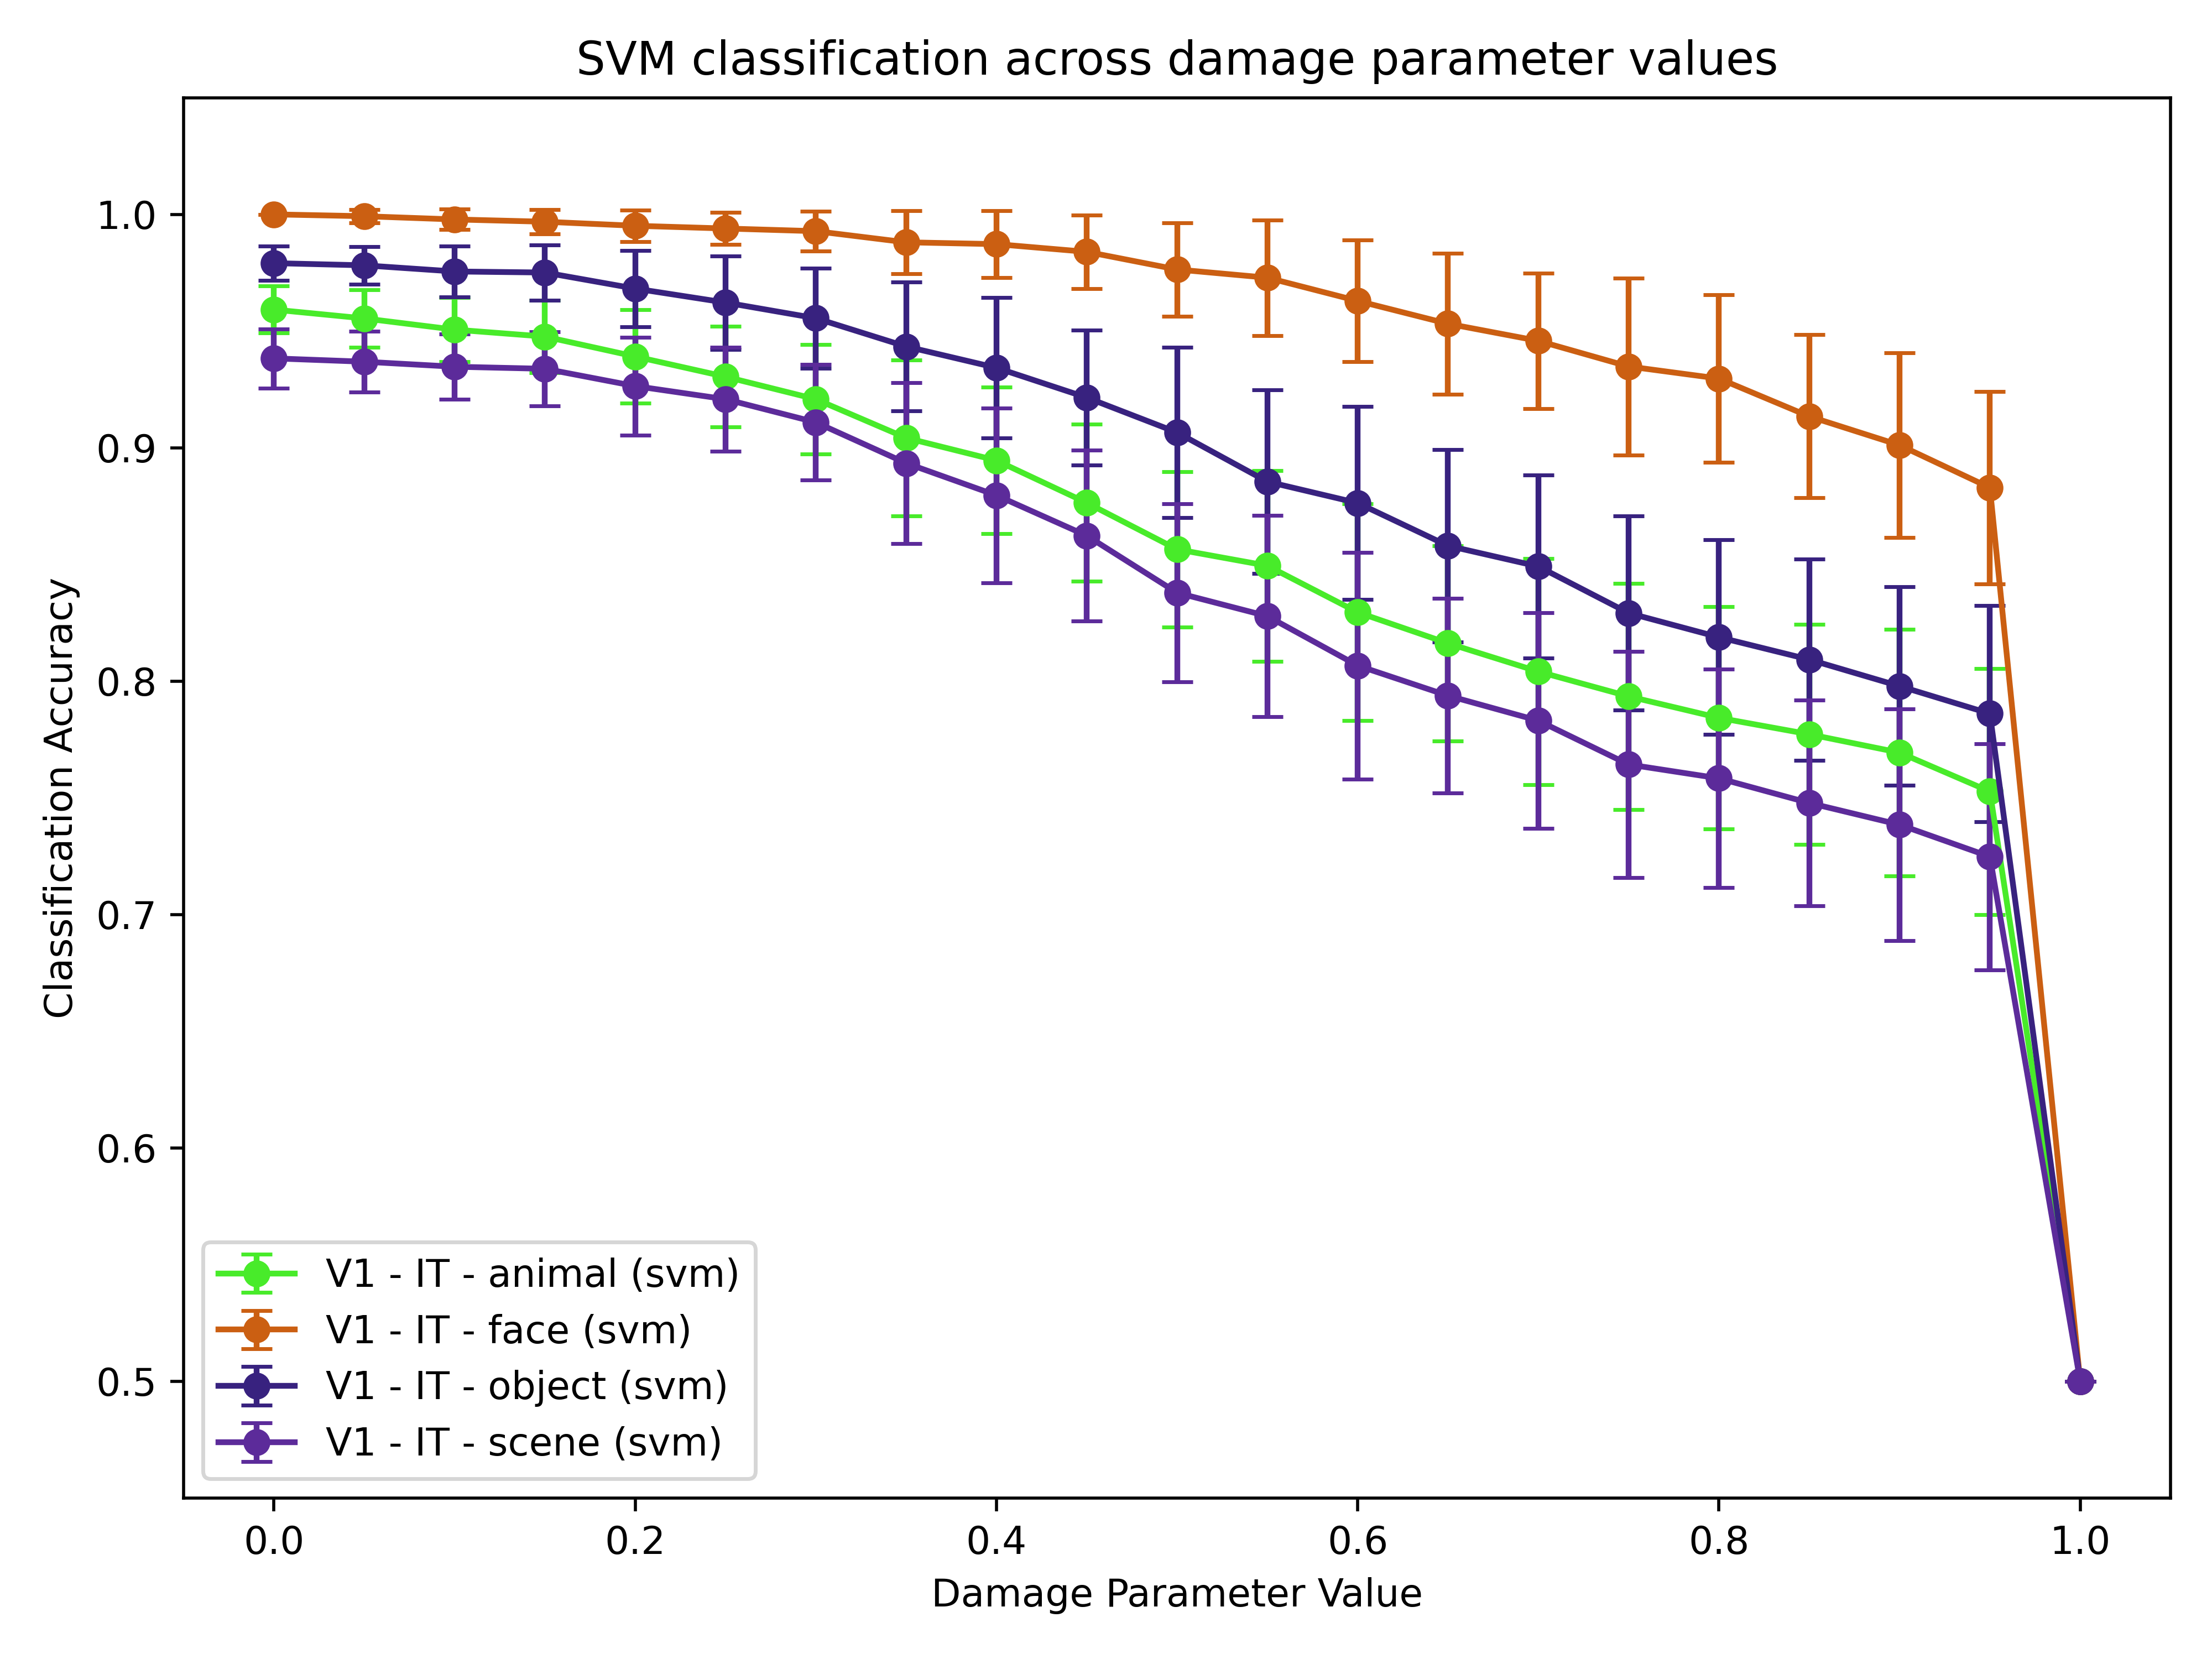 SVM classification across damage parameter values
Classification Accuracy
1.0
0.9
0.8
0.7
0.6
0.5
V1 - IT - animal (svm)
V1 - IT - face (svm)
V1 - IT - object (svm)
V1 - IT - scene (svm)
0.0 0.2 0.4 0.6 0.8 1.0
Damage Parameter Value